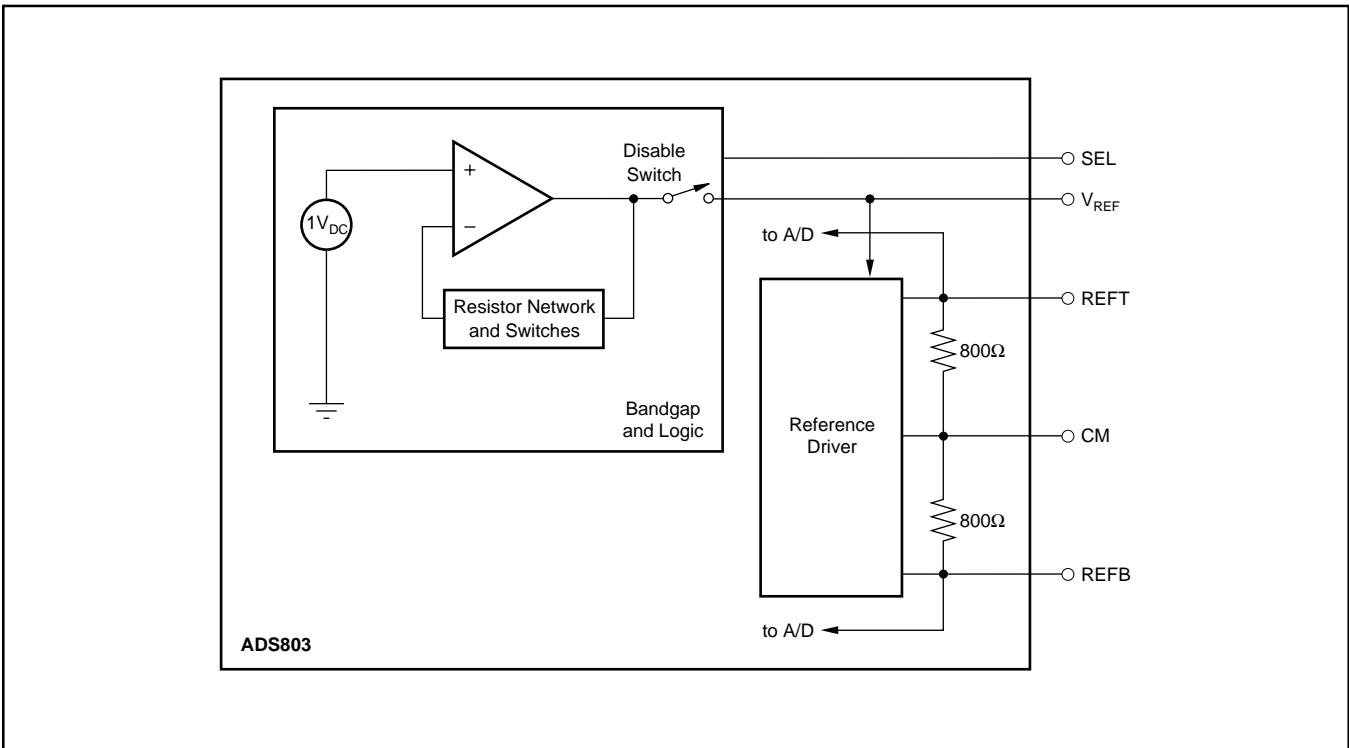 Disable
Switch
SEL
+
1V_DC
V_REF
−
to A/D
Resistor Network
and Switches
REFT
800Ω
Bandgap
and Logic
Reference
Driver
CM
800Ω
REFB
to A/D
ADS803